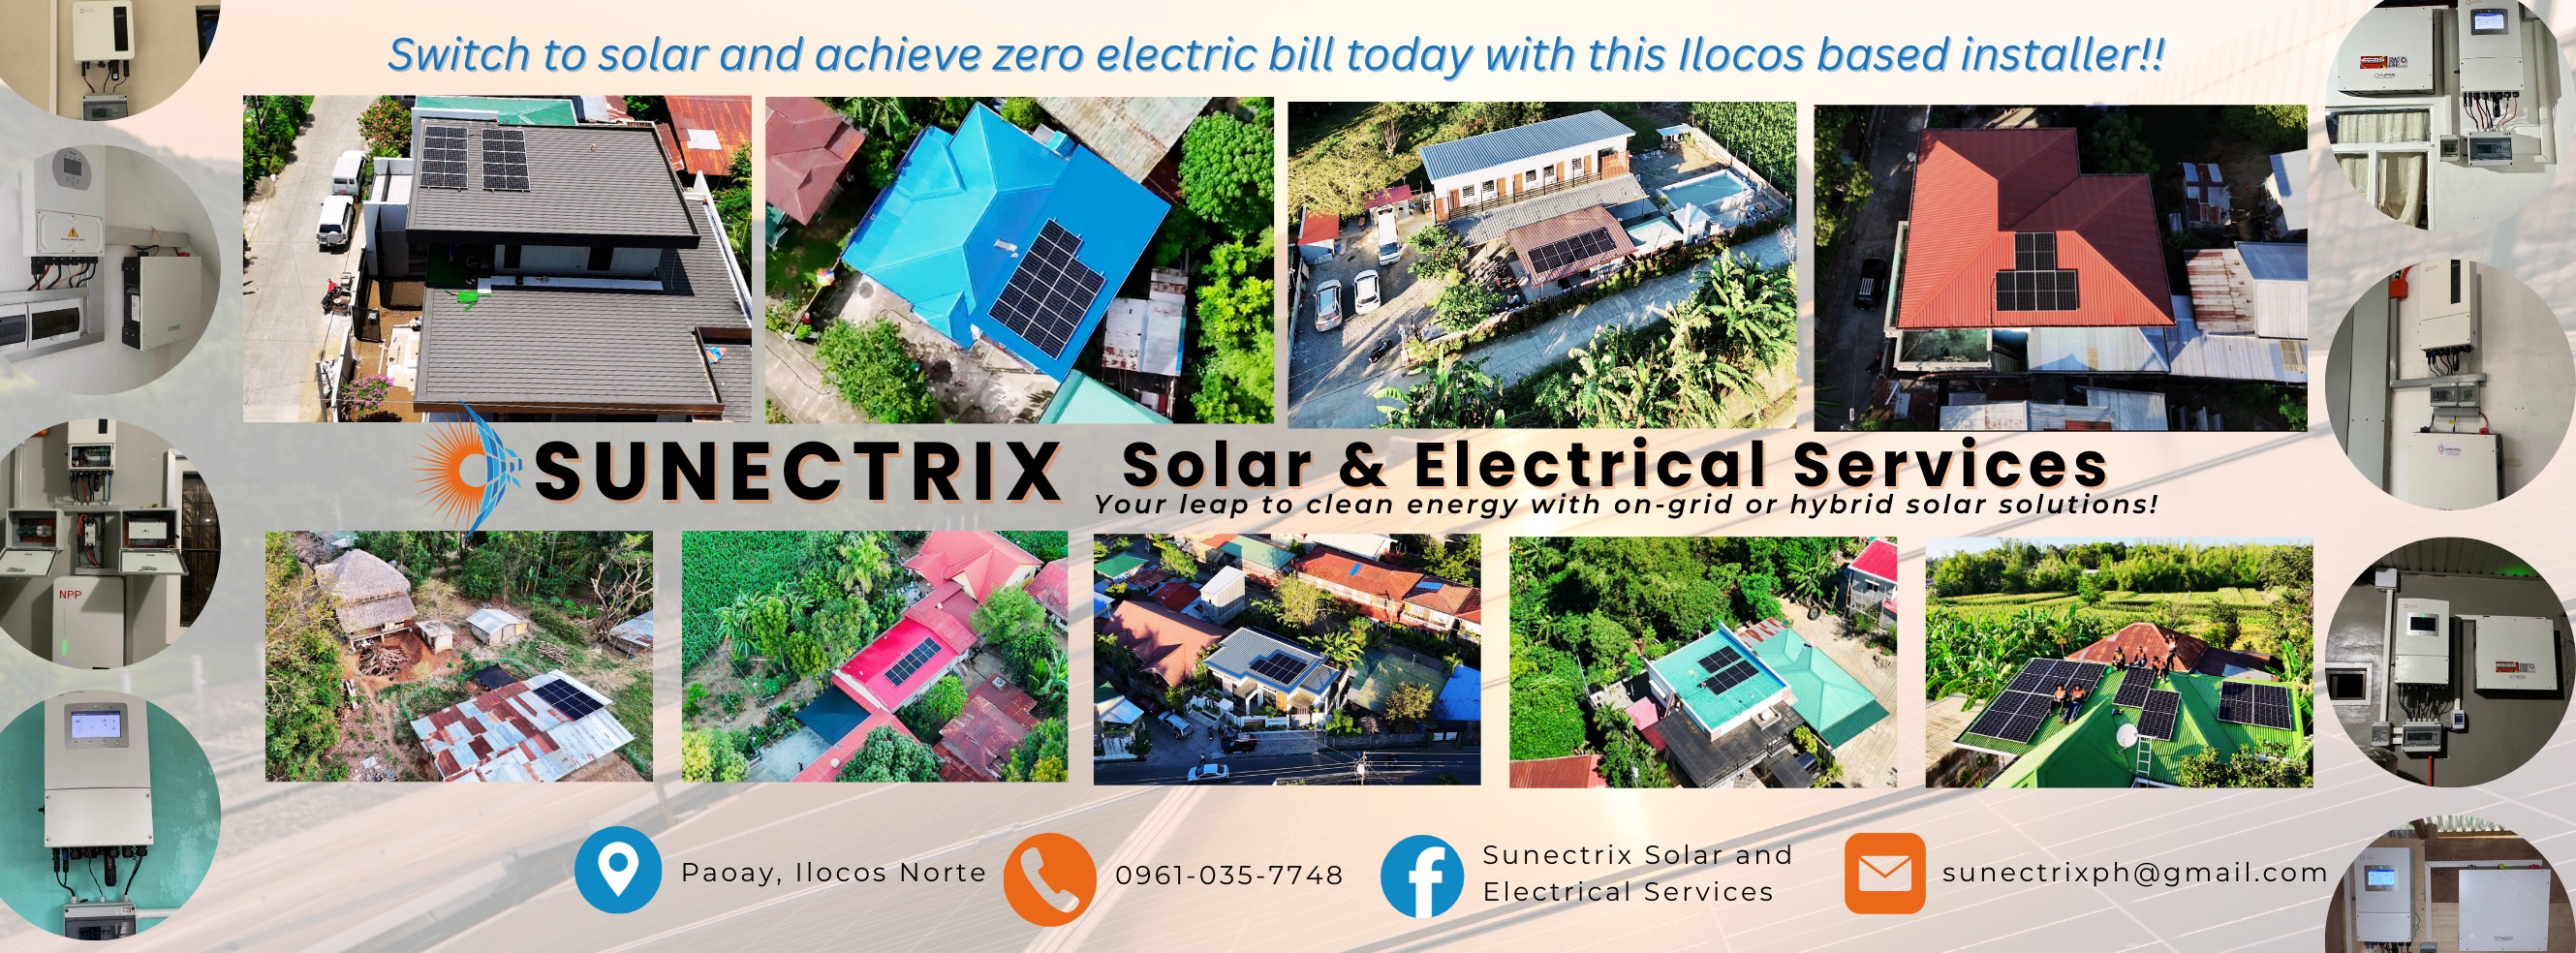 Switch to solar and achieve zero electric bill today with this Ilocos based installer!!
SUNECTRIX
Solar & Electrical Services
Your leap to clean energy with on-grid or hybrid solar solutions!
NPP
Paoay, Ilocos Norte
0961-035-7748
Sunectrix Solar and
Electrical Services
sunectrixph@gmail.com